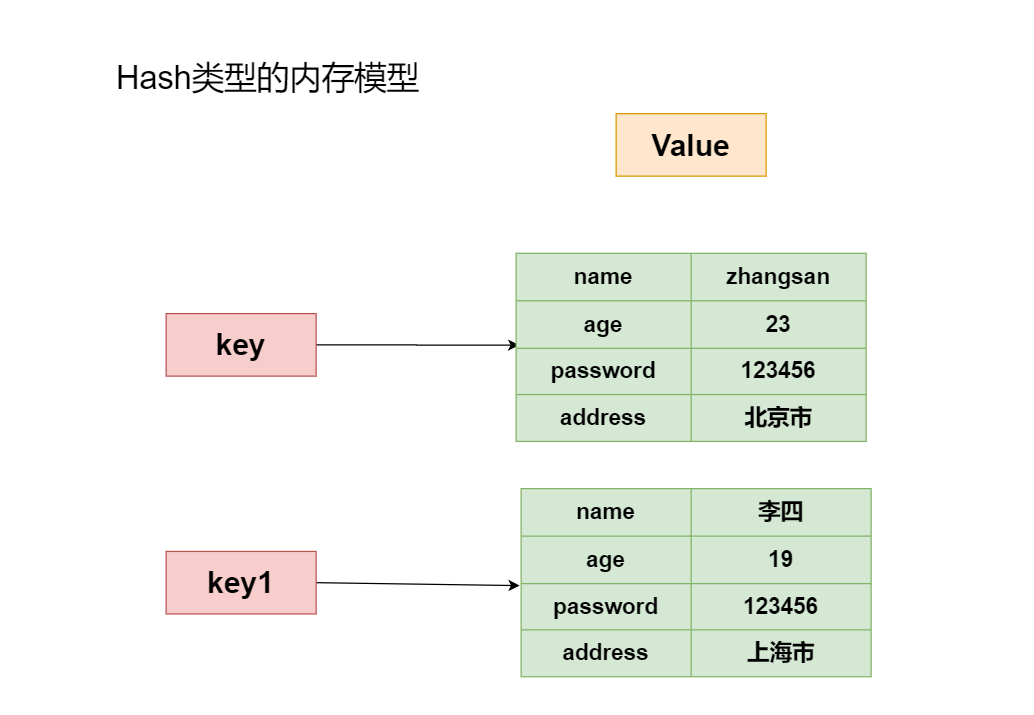 Hash类型的内存模型
Value
key
name zhangsan
age 23
password 123456
address 北京市
key1
name 李四
age 19
password 123456
address 上海市